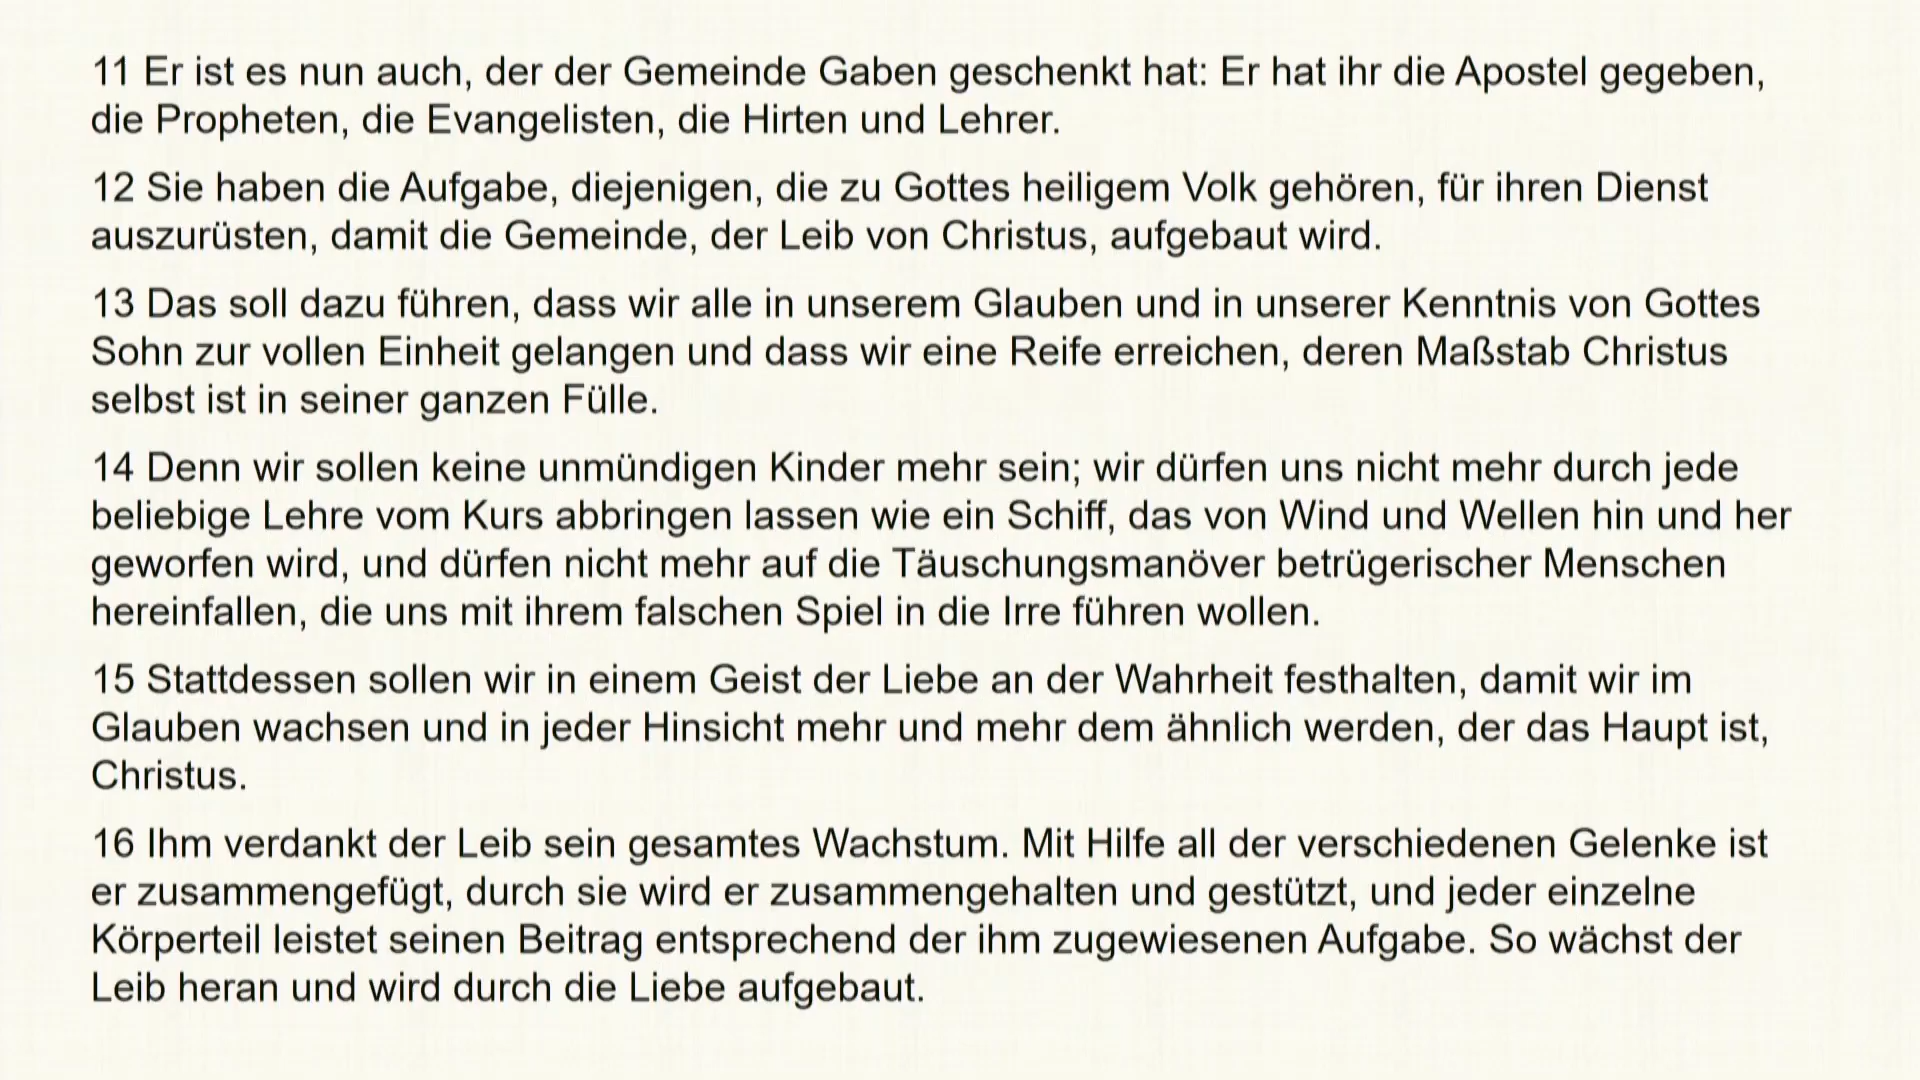 11 Er ist es nun auch, der der Gemeinde Gaben geschenkt hat: Er hat ihr die Apostel gegeben,
die Propheten, die Evangelisten, die Hirten und Lehrer.
12 Sie haben die Aufgabe, diejenigen, die zu Gottes heiligem Volk gehören, für ihren Dienst
auszurüsten, damit die Gemeinde, der Leib von Christus, aufgebaut wird.
13 Das soll dazu führen, dass wir alle in unserem Glauben und in unserer Kenntnis von Gottes
Sohn zur vollen Einheit gelangen und dass wir eine Reife erreichen, deren Maßstab Christus
selbst ist in seiner ganzen Fülle.
14 Denn wir sollen keine unmündigen Kinder mehr sein; wir dürfen uns nicht mehr durch jede
beliebige Lehre vom Kurs abbringen lassen wie ein Schiff, das von Wind und Wellen hin und her
geworfen wird, und dürfen nicht mehr auf die Täuschungsmanöver betrügerischer Menschen
hereinfallen, die uns mit ihrem falschen Spiel in die Irre führen wollen.
15 Stattdessen sollen wir in einem Geist der Liebe an der Wahrheit festhalten, damit wir im
Glauben wachsen und in jeder Hinsicht mehr und mehr dem ähnlich werden, der das Haupt ist,
Christus.
16 Ihm verdankt der Leib sein gesamtes Wachstum. Mit Hilfe all der verschiedenen Gelenke ist
er zusammengefügt, durch sie wird er zusammengehalten und gestützt, und jeder einzelne
Körperteil leistet seinen Beitrag entsprechend der ihm zugewiesenen Aufgabe. So wächst der
Leib heran und wird durch die Liebe aufgebaut.